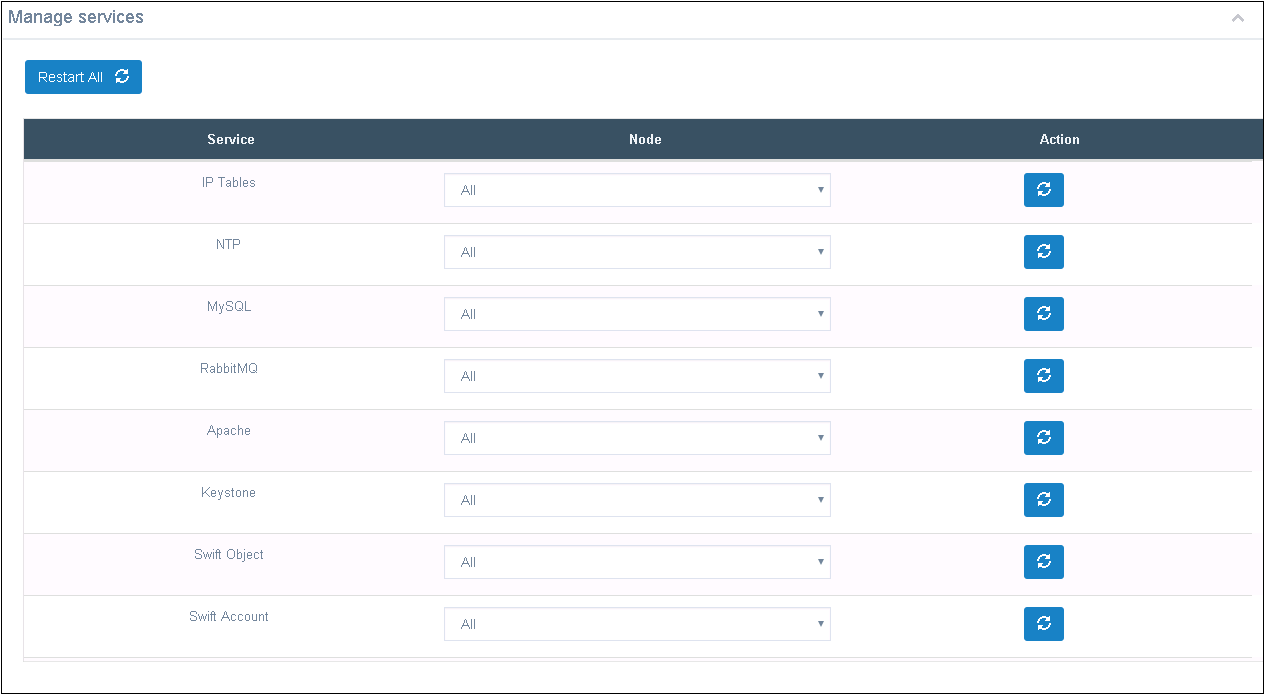 Manage services
Restart All
Service Node Action
IP Tables All
NTP All
MySQL All
RabbitMQ All
Apache All
Keystone All
Swift Object All
Swift Account All